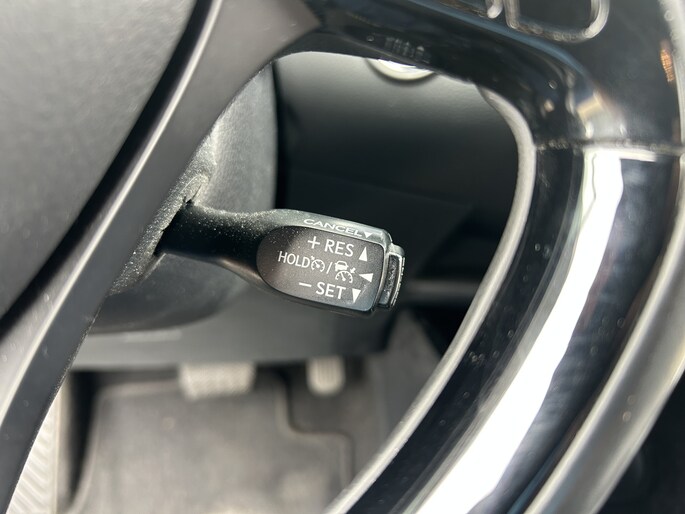 CANCEL
+ RES ▲
HOLD / ◀
− SET ▼